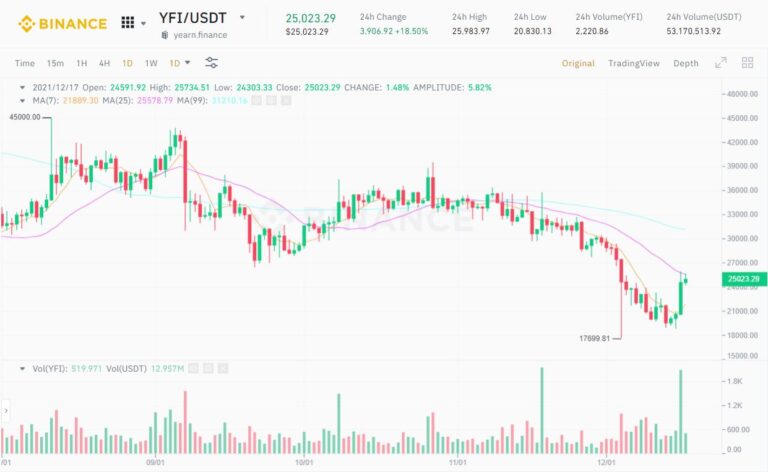 BINANCE
YFI/USDT
yearn.finance
25,023.29
$25,023.29
24h Change
3,906.92 +18.50%
24h High
25,983.97
24h Low
20,830.13
24h Volume(YFI)
2,220.86
24h Volume(USDT)
53,170,513.92
Time 15m 1H 4H 1D 1W 1D
Original TradingView Depth
2021/12/17 Open: 24591.92 High: 25734.51 Low: 24303.33 Close: 25023.29 CHANGE: 1.48% AMPLITUDE: 5.82%
MA(7): 21889.30 MA(25): 25578.79 MA(99): 31210.16
48000.00
45000.00
45000.00
42000.00
39000.00
36000.00
33000.00
BINANCE
30000.00
27000.00
25023.29
24000.00
21000.00
18000.00
17699.81
15000.00
Vol(YFI): 519.971 Vol(USDT) 12.957M
1.8K
1.2K
600.00
0.00
/01 09/01 10/01 11/01 12/01